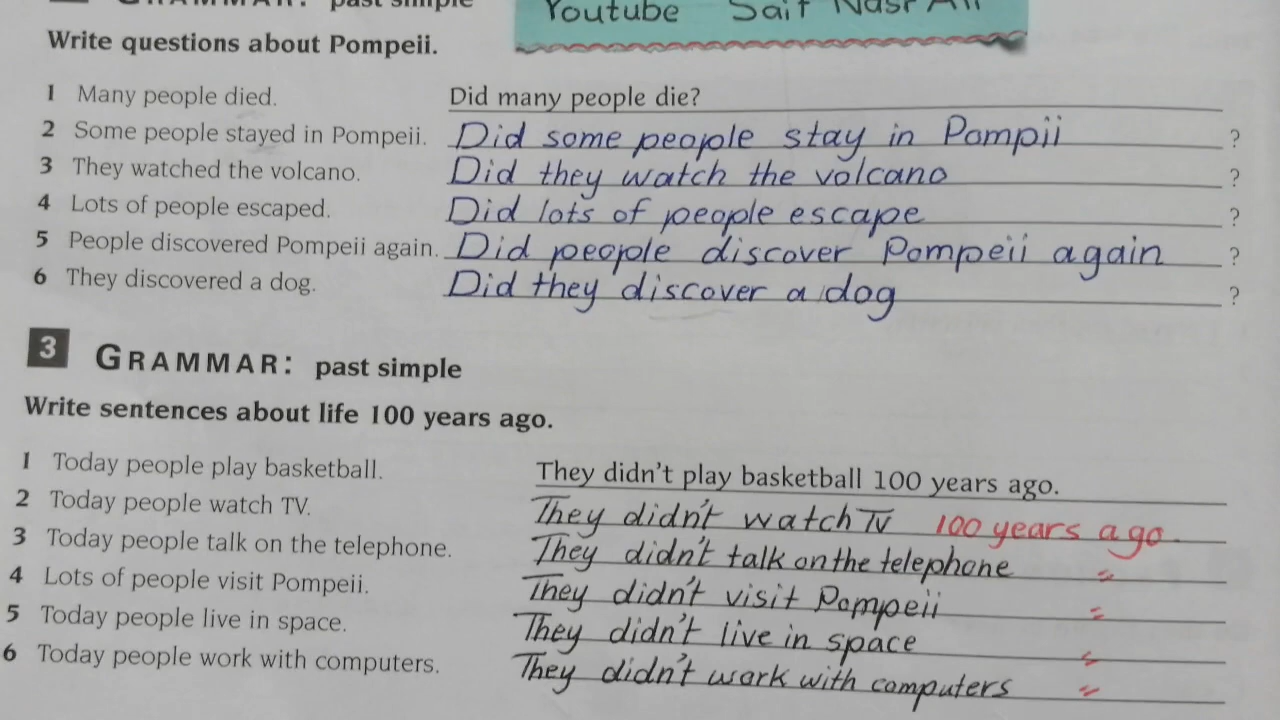 GRAMMAR: past simple
Youtube Saif Nasr Ali
Write questions about Pompeii.
1 Many people died. Did many people die?
2 Some people stayed in Pompeii. Did some people stay in Pompii ?
3 They watched the volcano. Did they watch the volcano ?
4 Lots of people escaped. Did lots of people escape ?
5 People discovered Pompeii again. Did people discover Pompeii again ?
6 They discovered a dog. Did they discover a dog ?
3 GRAMMAR: past simple
Write sentences about life 100 years ago.
1 Today people play basketball. They didn't play basketball 100 years ago.
2 Today people watch TV. They didn't watch Tv 100 years ago.
3 Today people talk on the telephone. They didn't talk on the telephone "
4 Lots of people visit Pompeii. They didn't visit Pompeii "
5 Today people live in space. They didn't live in space "
6 Today people work with computers. They didn't work with computers "